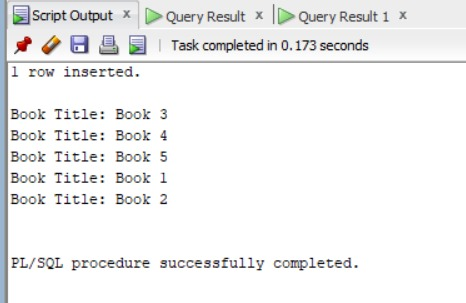 Script Output x Query Result x Query Result 1 x
Task completed in 0.173 seconds
1 row inserted.
Book Title: Book 3
Book Title: Book 4
Book Title: Book 5
Book Title: Book 1
Book Title: Book 2
PL/SQL procedure successfully completed.